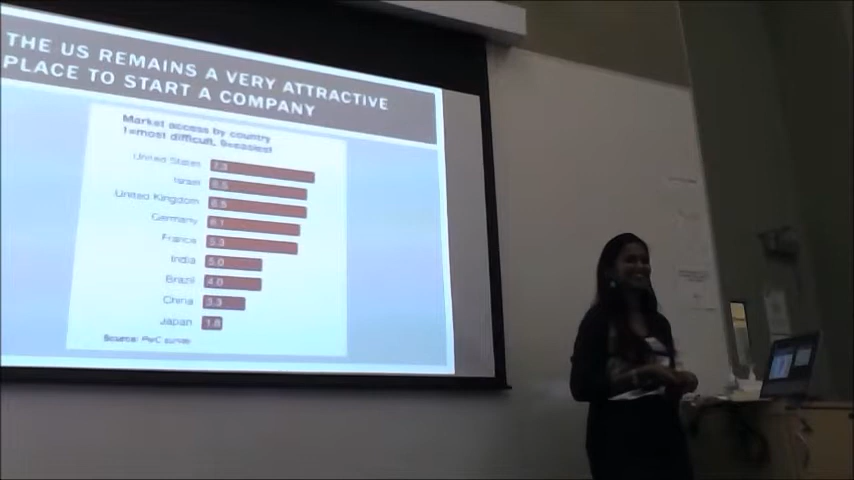 THE US REMAINS A VERY ATTRACTIVE
PLACE TO START A COMPANY
Market access by country
1=most difficult, 9=easiest
United States 7.3
Israel 6.5
United Kingdom 6.5
Germany 6.1
France 5.3
India 5.0
Brazil 4.0
China 3.3
Japan 1.8
Source: PwC survey